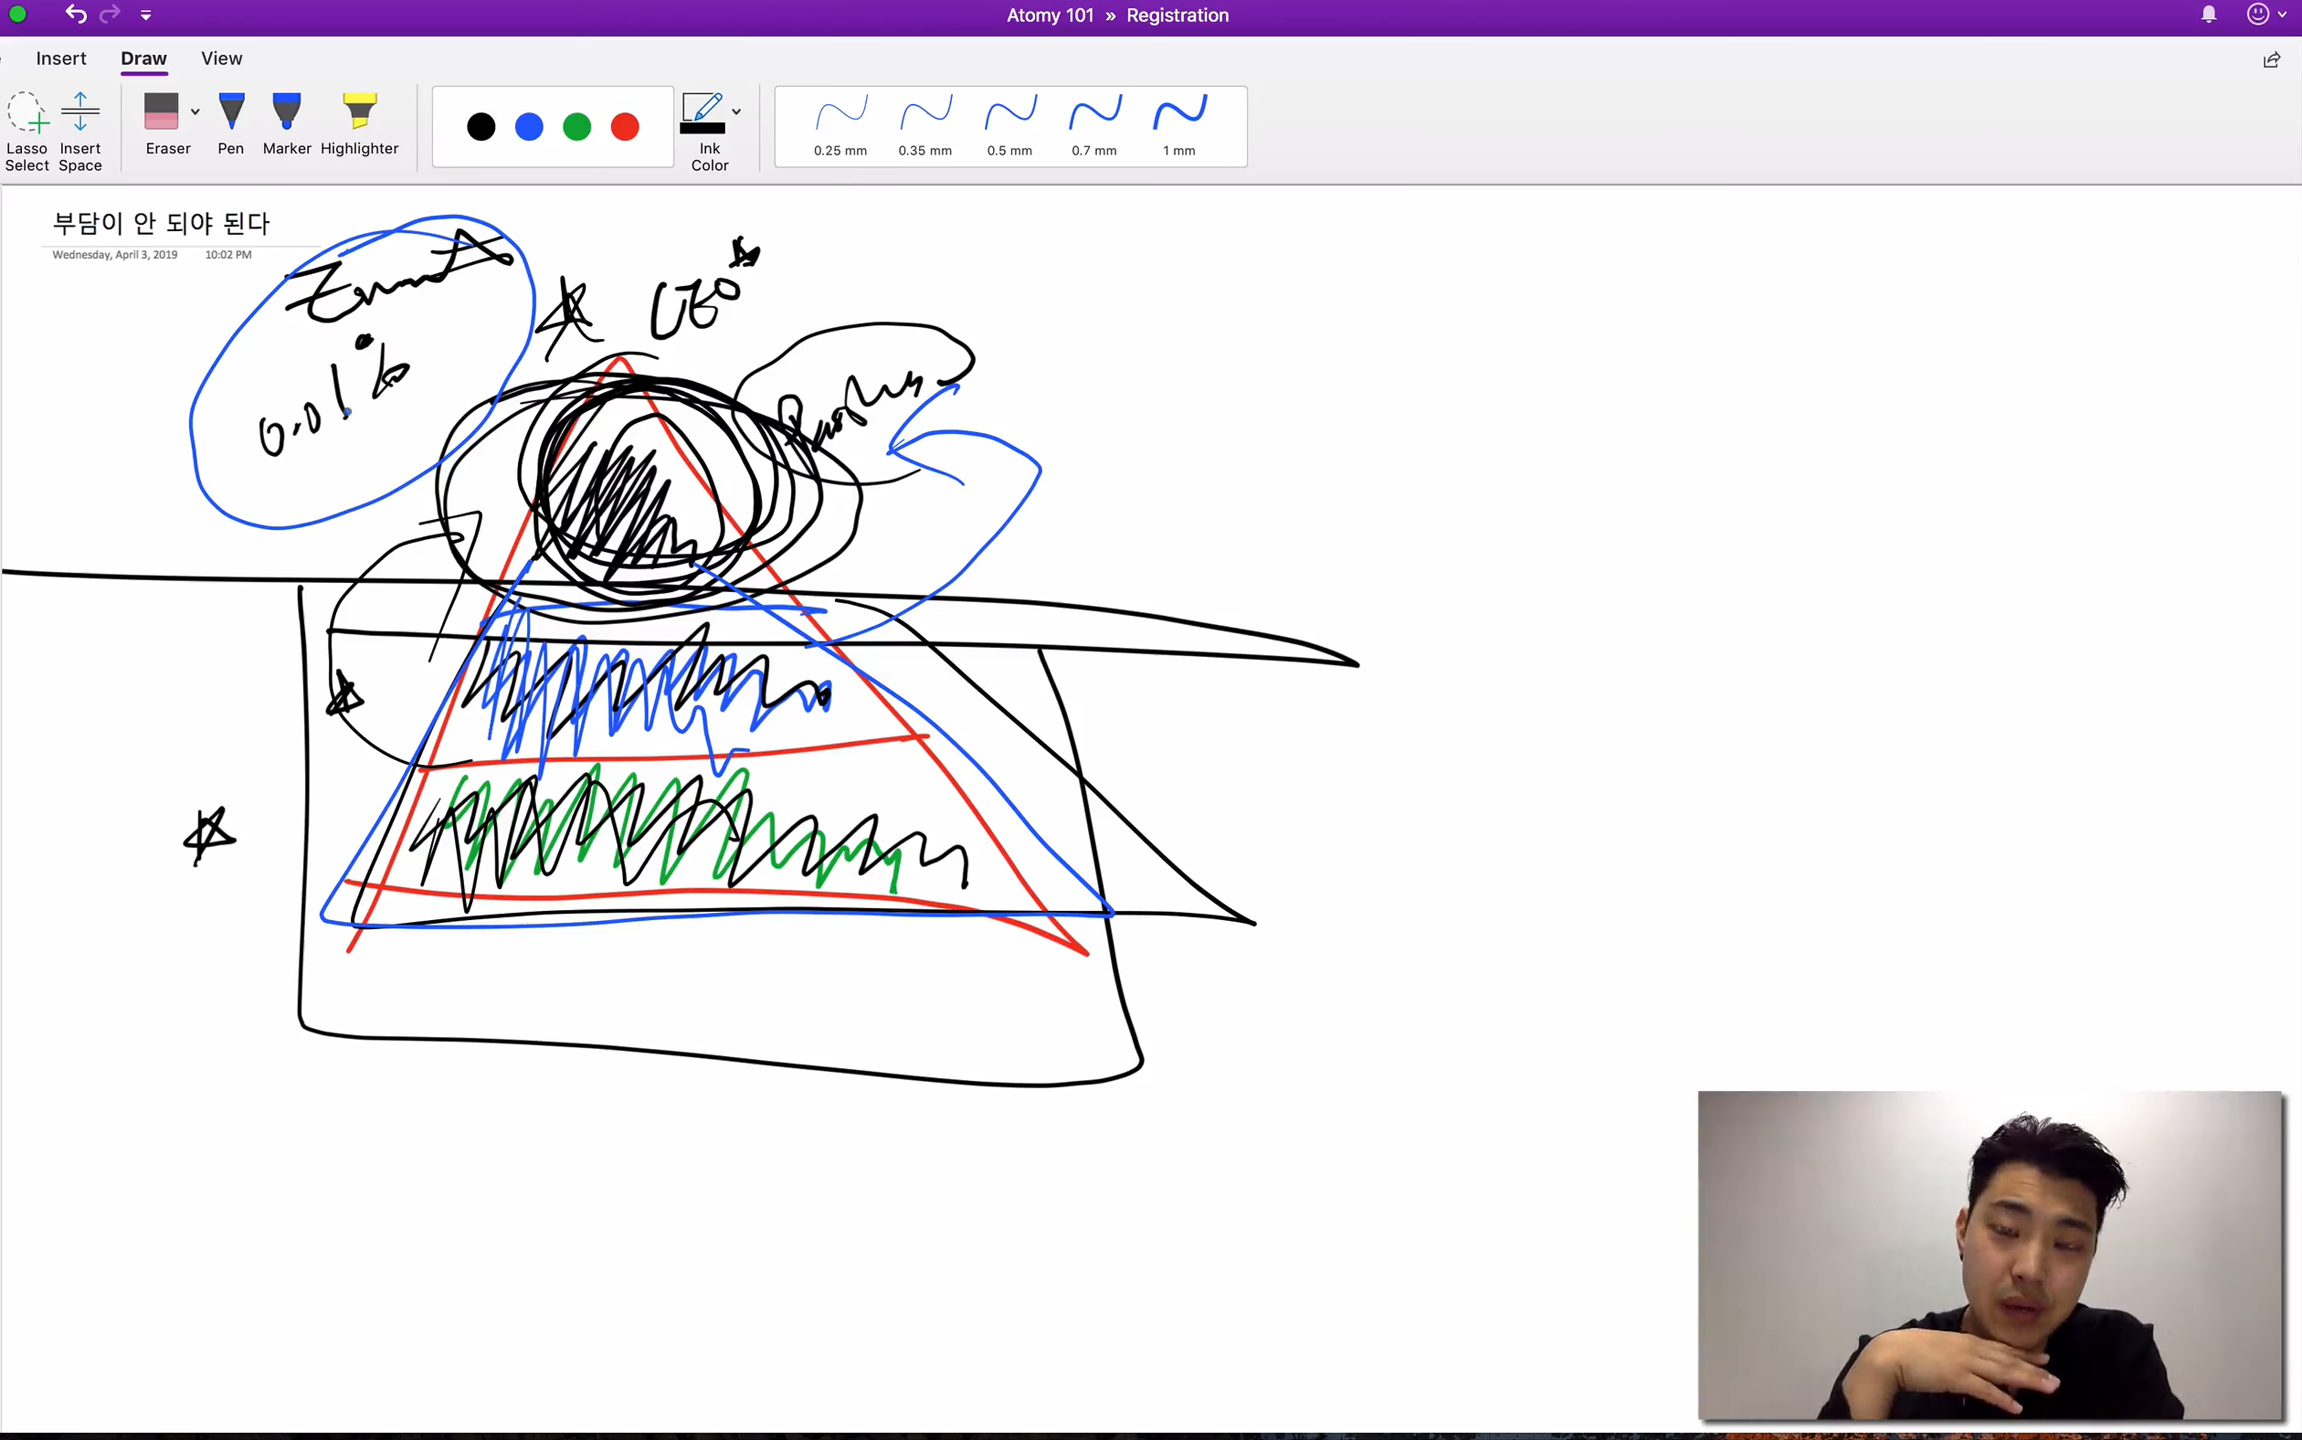 Atomy 101 » Registration
Insert Draw View
Lasso Select
Insert Space
Eraser
Pen
Marker
Highlighter
Ink Color
0.25 mm
0.35 mm
0.5 mm
0.7 mm
1 mm
부담이 안 되야 된다
Wednesday, April 3, 2019 10:02 PM
CEO
0.01%